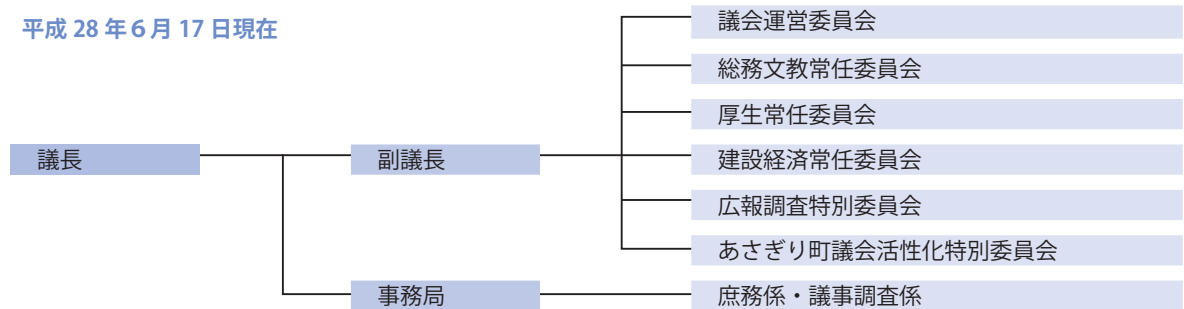 平成 28 年６月 17 日現在
議会運営委員会
総務文教常任委員会
厚生常任委員会
議長
副議長
建設経済常任委員会
広報調査特別委員会
あさぎり町議会活性化特別委員会
事務局
庶務係・議事調査係